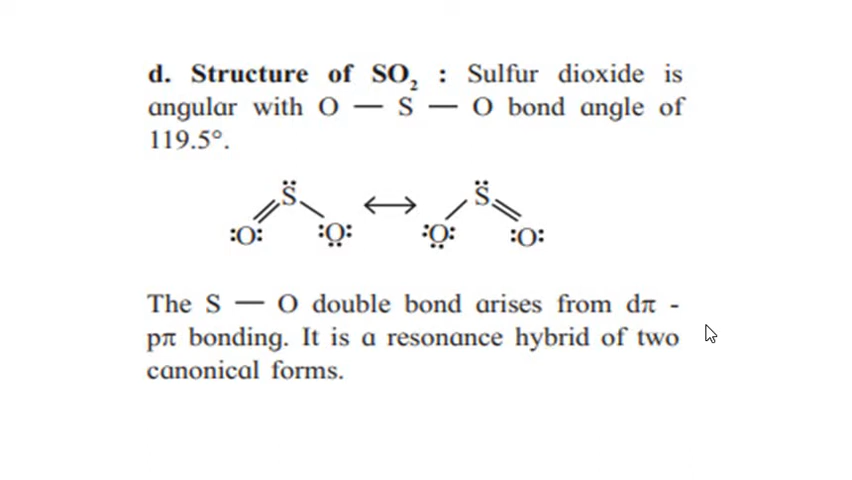 d. Structure of SO₂ : Sulfur dioxide is
angular with O — S — O bond angle of
119.5°.
S̈ ⟷ S̈
:O: :Ö̤: :Ö̤: :O:
The S — O double bond arises from dπ -
pπ bonding. It is a resonance hybrid of two
canonical forms.